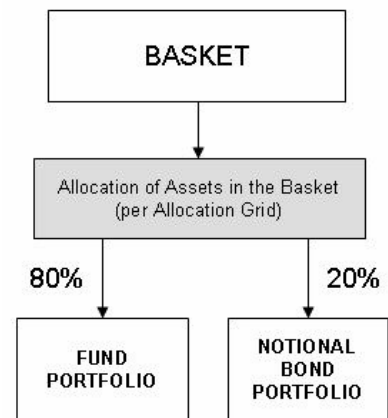 BASKET
Allocation of Assets in the Basket
(per Allocation Grid)
80%
20%
FUND
PORTFOLIO
NOTIONAL
BOND
PORTFOLIO